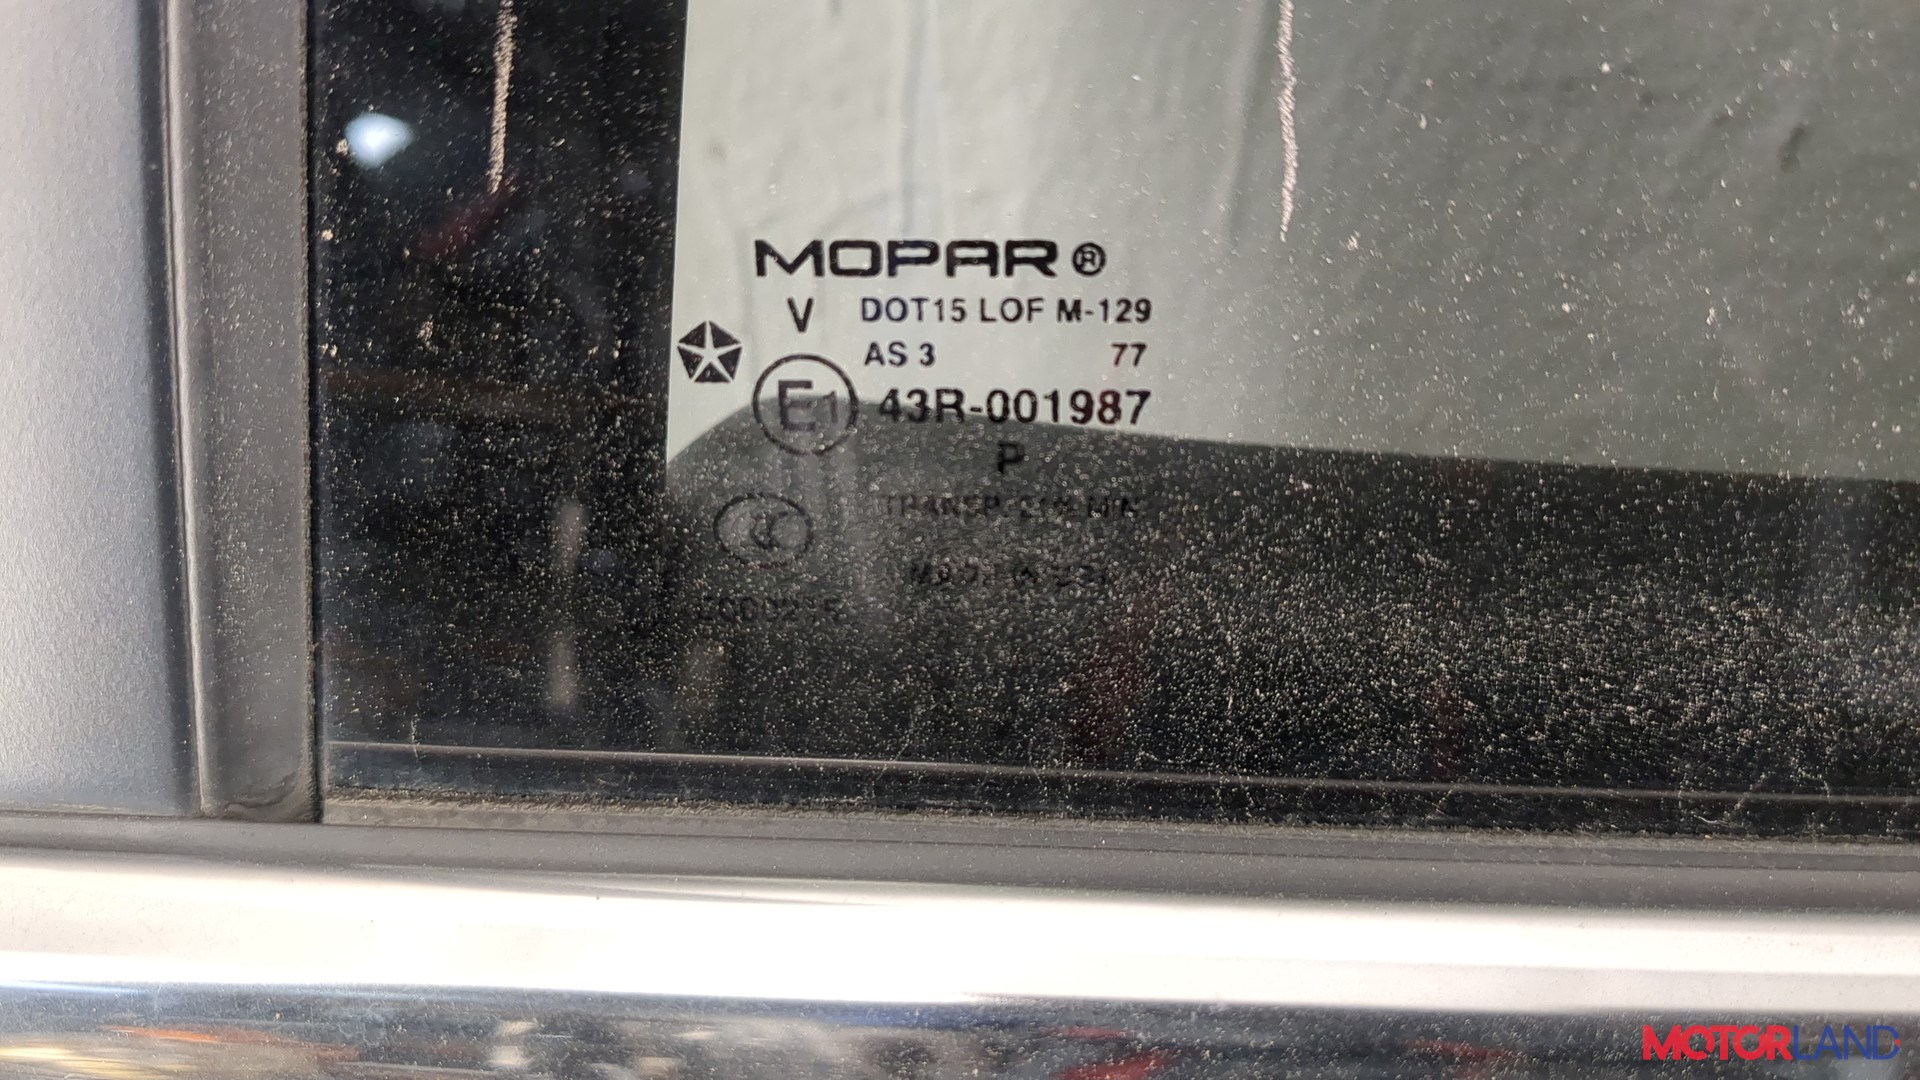 MOPAR®
V DOT15 LOF M-129
AS 3 77
E1 43R-001987
P
MOTORLAND